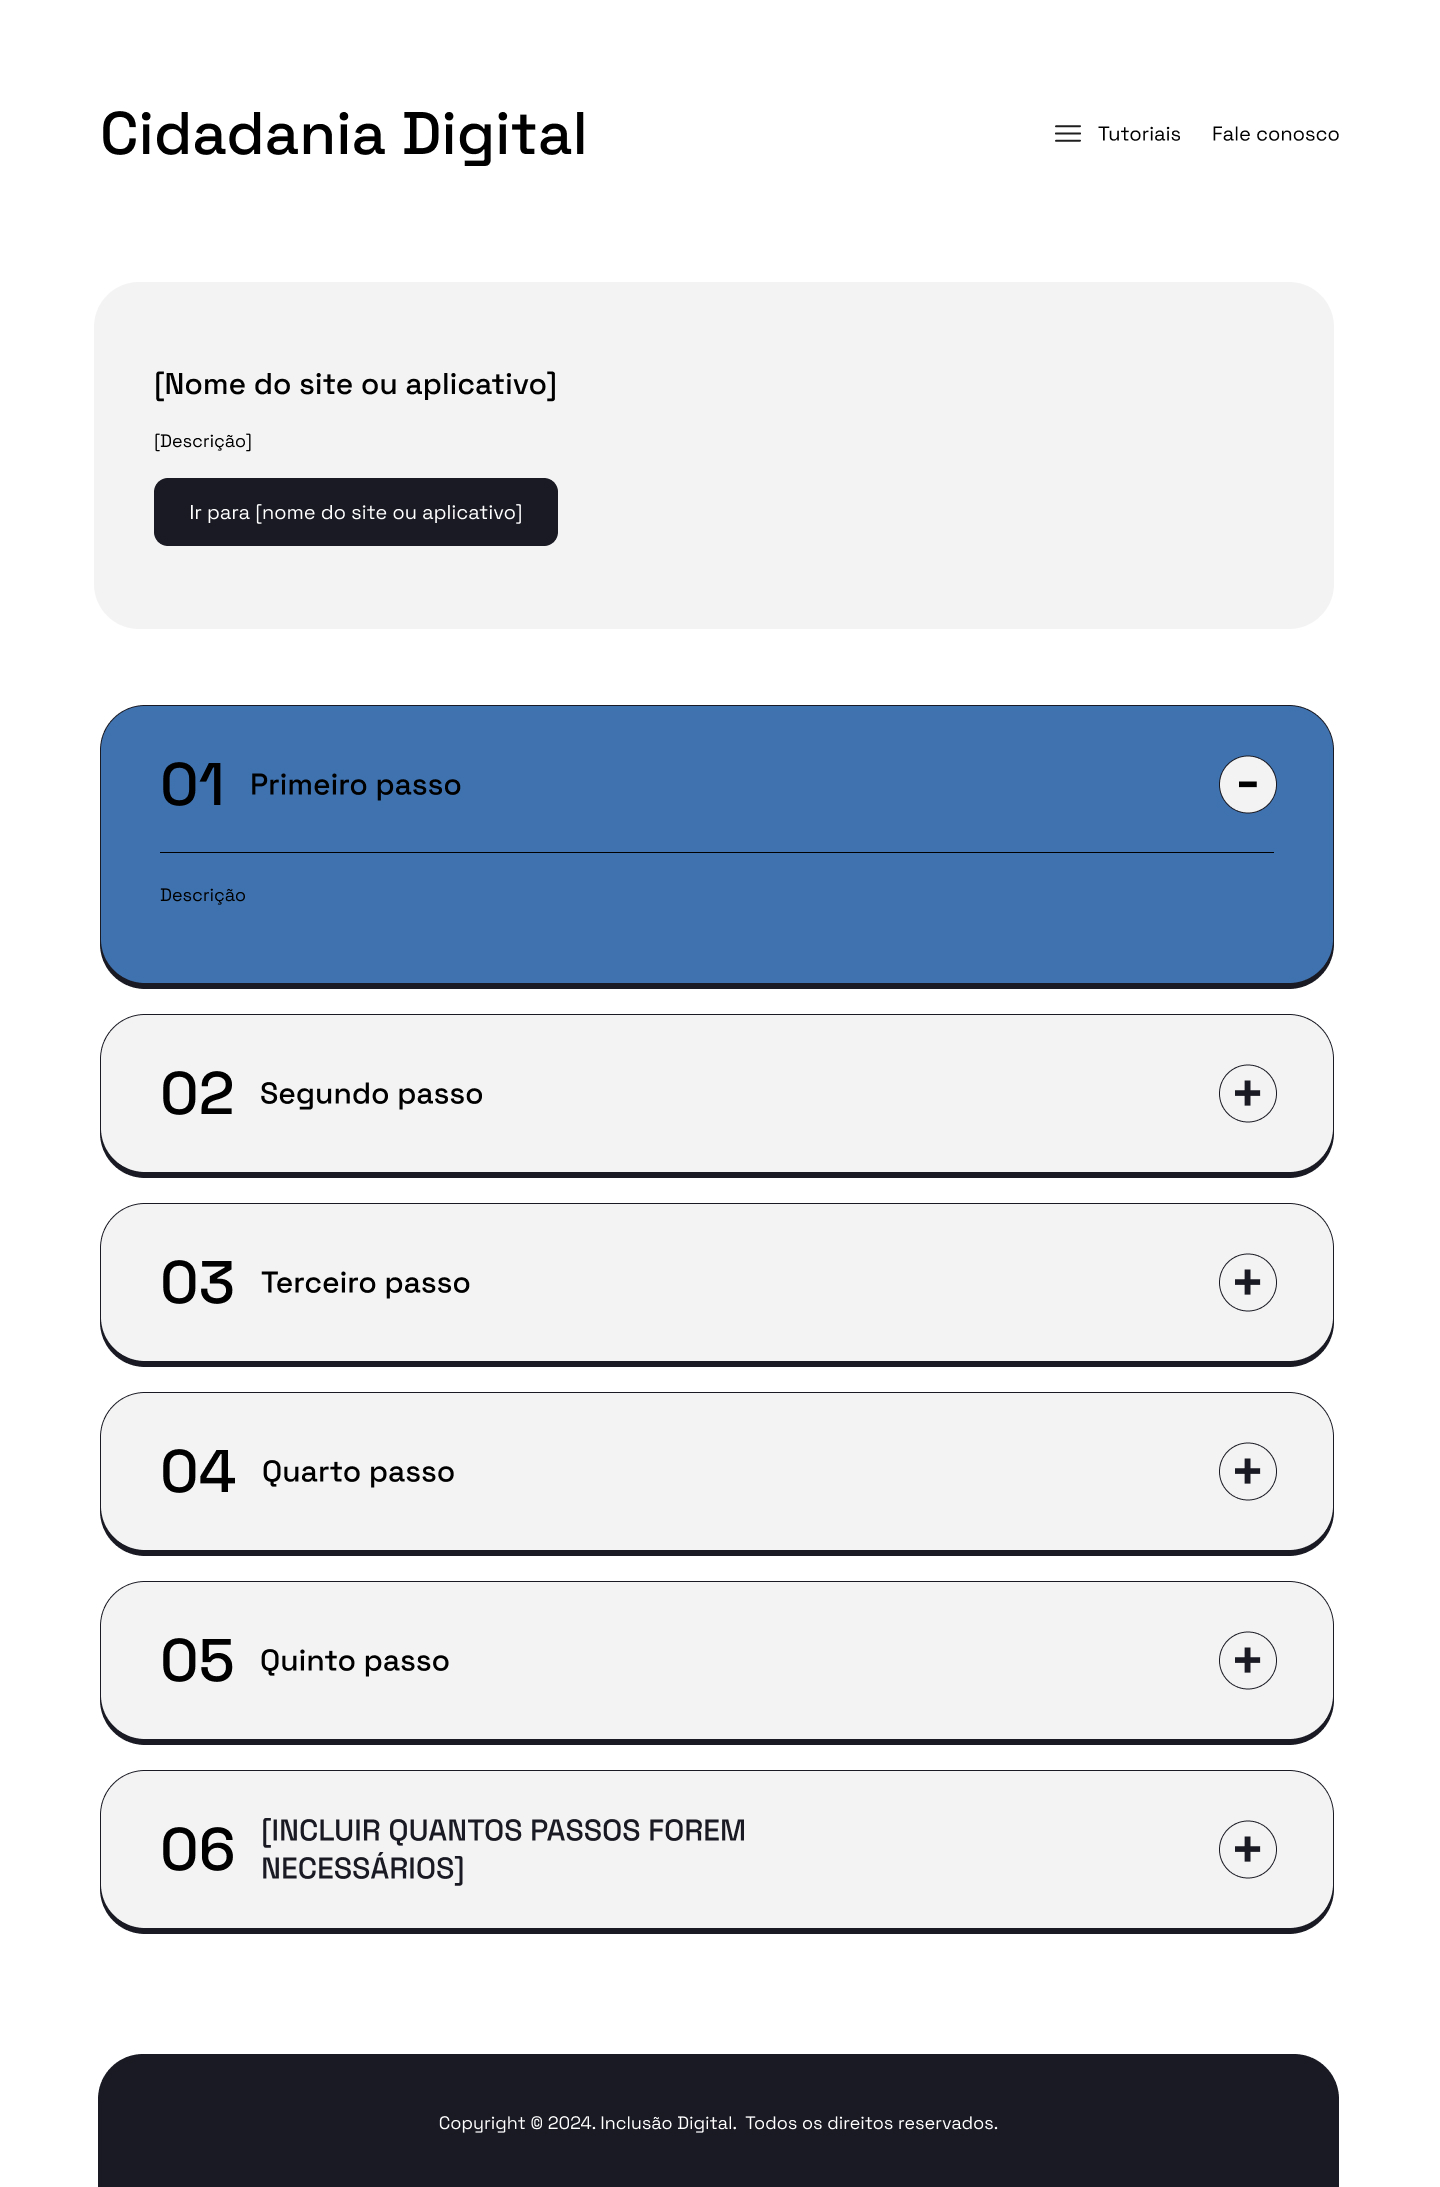 Cidadania Digital
Tutoriais
Fale conosco
[Nome do site ou aplicativo]
[Descrição]
Ir para [nome do site ou aplicativo]
01 Primeiro passo
-
Descrição
02 Segundo passo
+
03 Terceiro passo
+
04 Quarto passo
+
05 Quinto passo
+
06 [INCLUIR QUANTOS PASSOS FOREM
NECESSÁRIOS]
+
Copyright © 2024. Inclusão Digital.  Todos os direitos reservados.